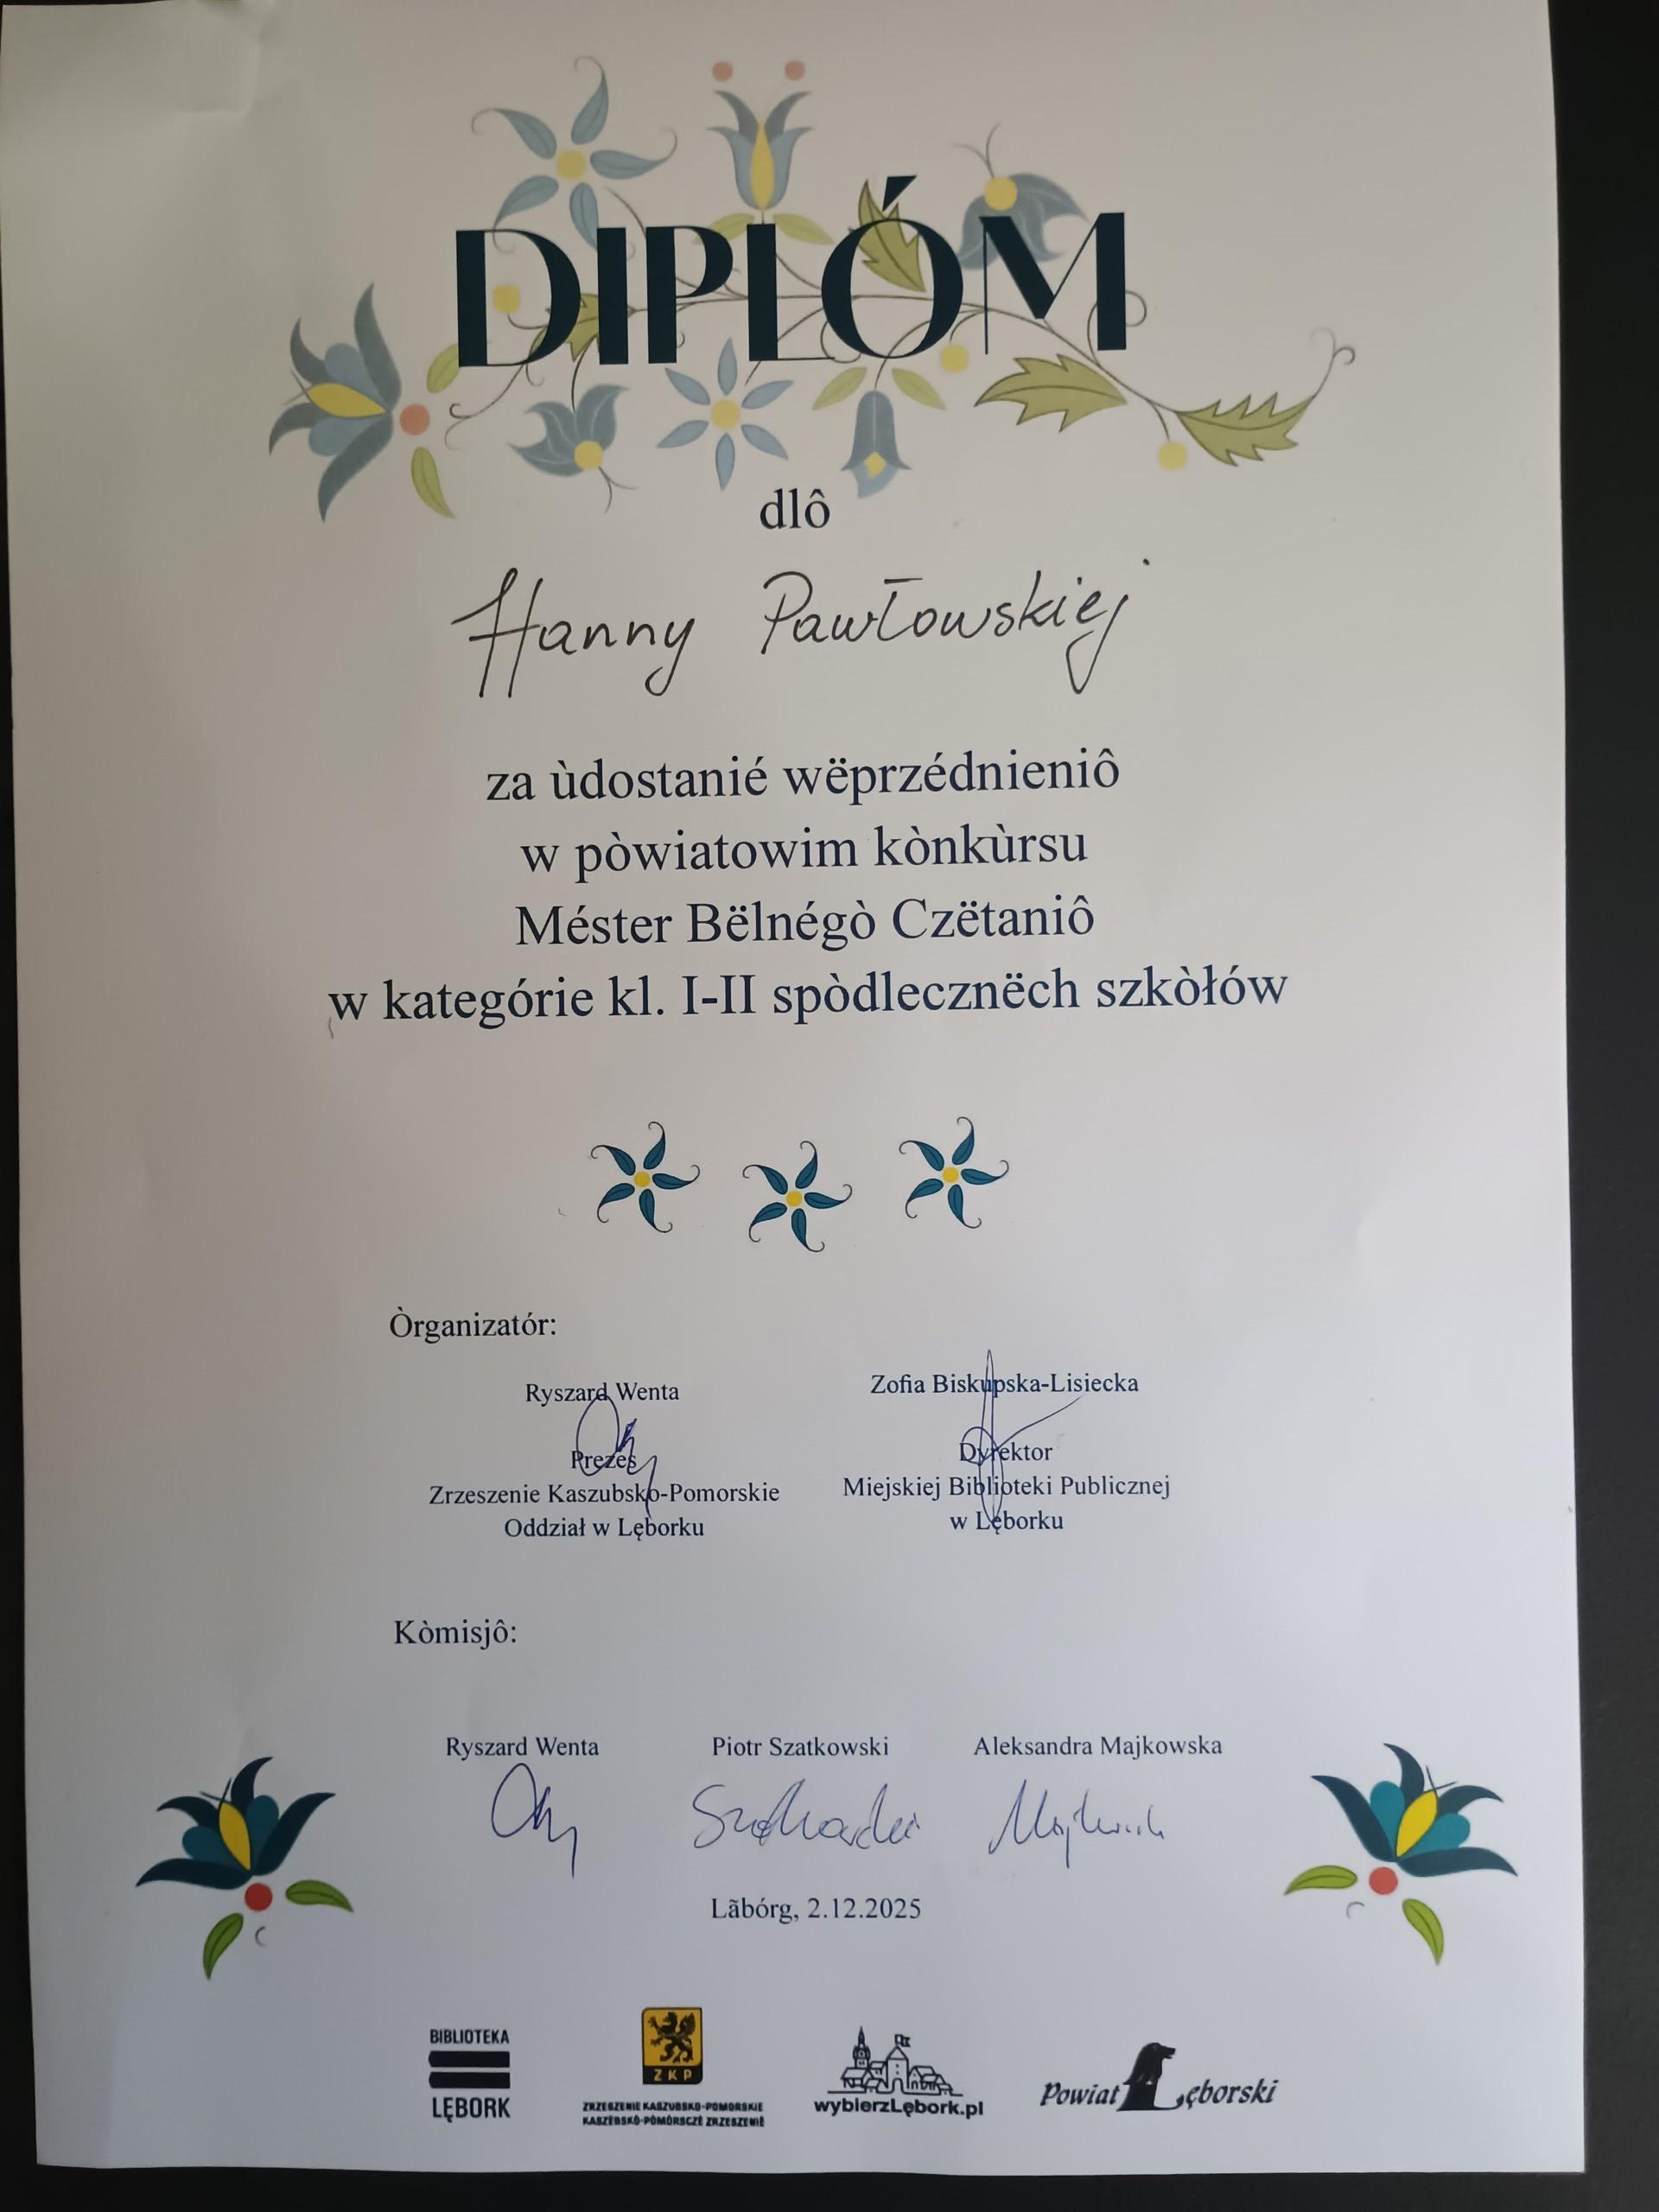 DIPLÓM
dlô
Hanny Pawłowskiej
za ùdostanié wëprzédnieniô
w pòwiatowim kònkùrsu
Méster Bëlnégò Czëtaniô
w kategórie kl. I-II spòdlecznëch szkòłów
Òrganizatór:
Ryszard Wenta
Prezes
Zrzeszenie Kaszubsko-Pomorskie
Oddział w Lęborku
Zofia Biskupska-Lisiecka
Dyrektor
Miejskiej Biblioteki Publicznej
w Lęborku
Kòmisjô:
Ryszard Wenta
Piotr Szatkowski
Aleksandra Majkowska
Lãbórg, 2.12.2025
BIBLIOTEKA
LĘBORK
ZKP
ZRZESZENIE KASZUBSKO-POMORSKIE
KASZËBSKÒ-PÒMÒRSCZÉ ZRZESZENIÉ
wybierzLębork.pl
Powiat Lęborski